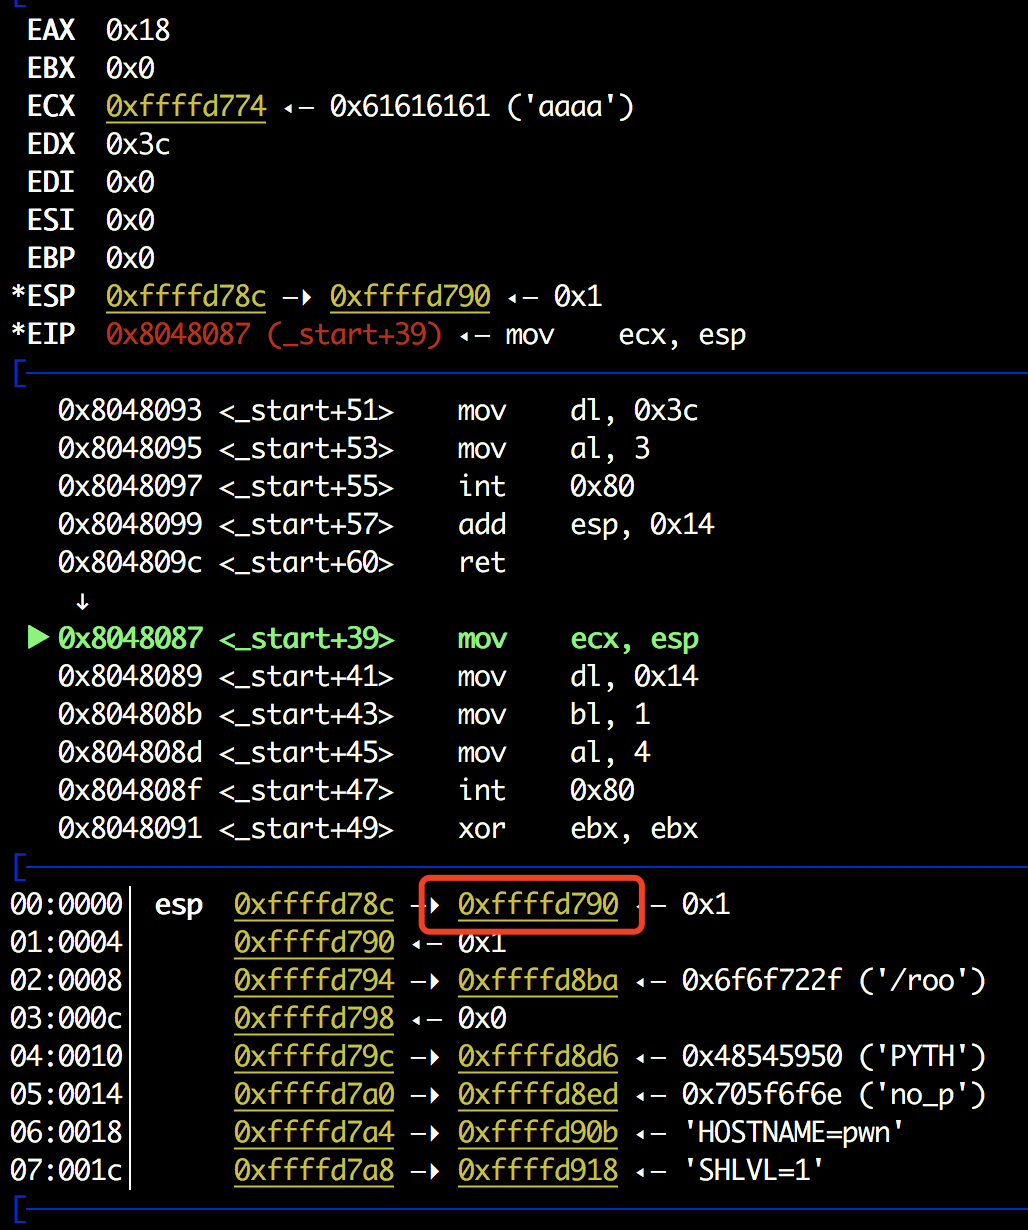 EAX 0x18
EBX 0x0
ECX 0xffffd774 ◂— 0x61616161 ('aaaa')
EDX 0x3c
EDI 0x0
ESI 0x0
EBP 0x0
*ESP 0xffffd78c —▸ 0xffffd790 ◂— 0x1
*EIP 0x8048087 (_start+39) ◂— mov ecx, esp
0x8048093 <_start+51> mov dl, 0x3c
0x8048095 <_start+53> mov al, 3
0x8048097 <_start+55> int 0x80
0x8048099 <_start+57> add esp, 0x14
0x804809c <_start+60> ret
↓
► 0x8048087 <_start+39> mov ecx, esp
0x8048089 <_start+41> mov dl, 0x14
0x804808b <_start+43> mov bl, 1
0x804808d <_start+45> mov al, 4
0x804808f <_start+47> int 0x80
0x8048091 <_start+49> xor ebx, ebx
00:0000│ esp 0xffffd78c —▸ 0xffffd790 ◂— 0x1
01:0004│ 0xffffd790 ◂— 0x1
02:0008│ 0xffffd794 —▸ 0xffffd8ba ◂— 0x6f6f722f ('/roo')
03:000c│ 0xffffd798 ◂— 0x0
04:0010│ 0xffffd79c —▸ 0xffffd8d6 ◂— 0x48545950 ('PYTH')
05:0014│ 0xffffd7a0 —▸ 0xffffd8ed ◂— 0x705f6f6e ('no_p')
06:0018│ 0xffffd7a4 —▸ 0xffffd90b ◂— 'HOSTNAME=pwn'
07:001c│ 0xffffd7a8 —▸ 0xffffd918 ◂— 'SHLVL=1'